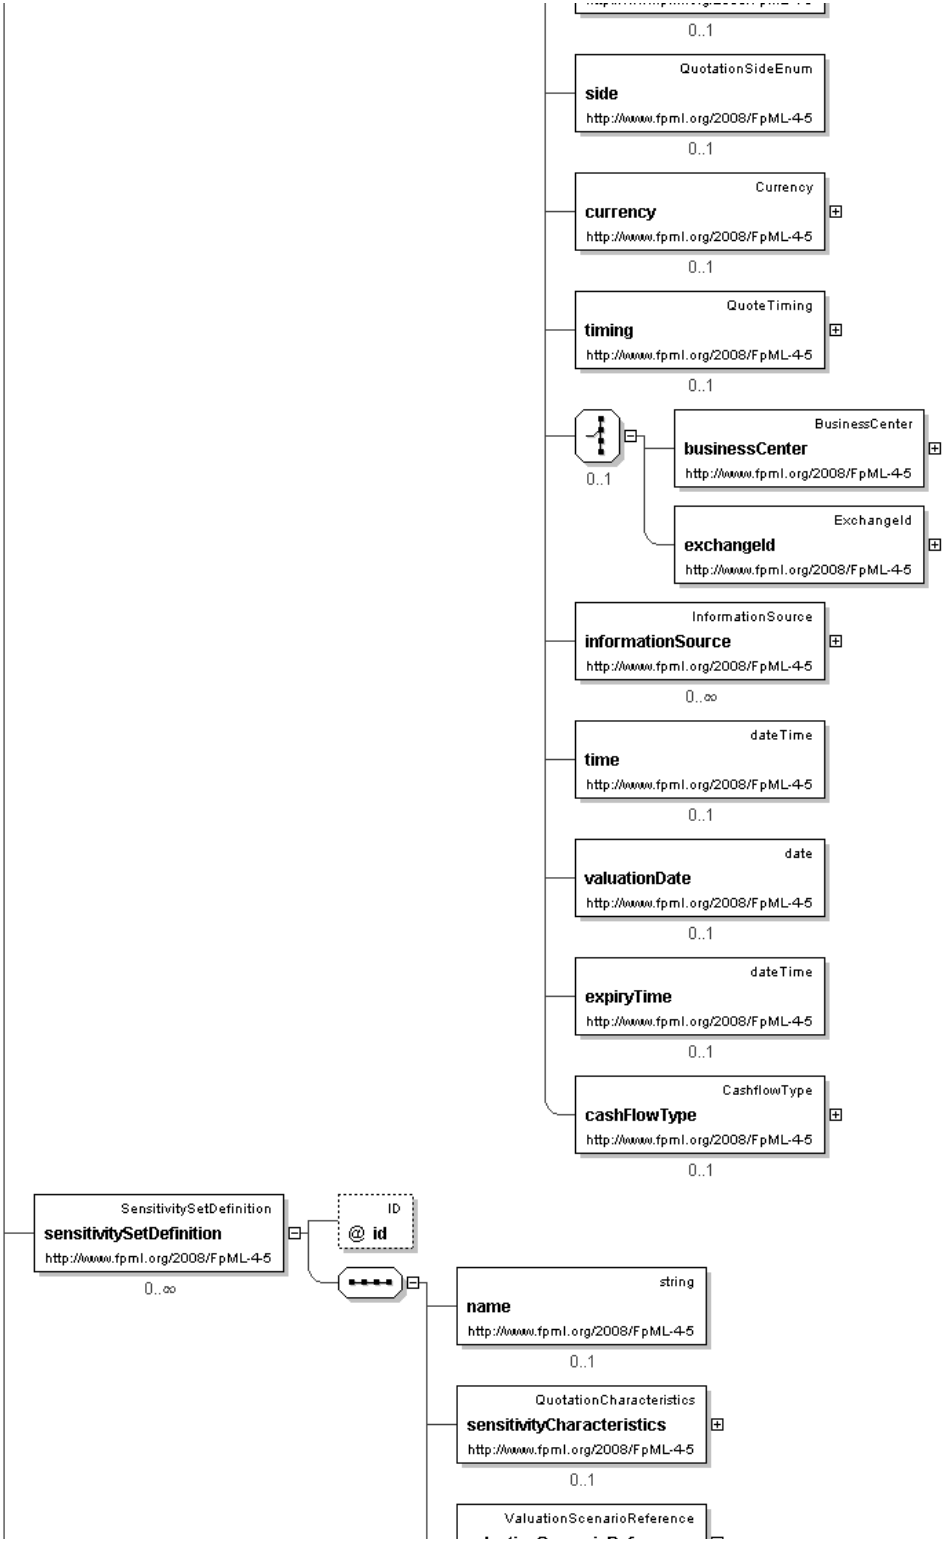 0..1
QuotationSideEnum
side
http://www.fpml.org/2008/FpML-4-5
0..1
Currency
currency
http://www.fpml.org/2008/FpML-4-5
0..1
QuoteTiming
timing
http://www.fpml.org/2008/FpML-4-5
0..1
BusinessCenter
businessCenter
http://www.fpml.org/2008/FpML-4-5
0..1
ExchangeId
exchangeId
http://www.fpml.org/2008/FpML-4-5
InformationSource
informationSource
http://www.fpml.org/2008/FpML-4-5
0..∞
dateTime
time
http://www.fpml.org/2008/FpML-4-5
0..1
date
valuationDate
http://www.fpml.org/2008/FpML-4-5
0..1
dateTime
expiryTime
http://www.fpml.org/2008/FpML-4-5
0..1
CashflowType
cashFlowType
http://www.fpml.org/2008/FpML-4-5
0..1
SensitivitySetDefinition
sensitivitySetDefinition
http://www.fpml.org/2008/FpML-4-5
0..∞
ID
@ id
string
name
http://www.fpml.org/2008/FpML-4-5
0..1
QuotationCharacteristics
sensitivityCharacteristics
http://www.fpml.org/2008/FpML-4-5
0..1
ValuationScenarioReference